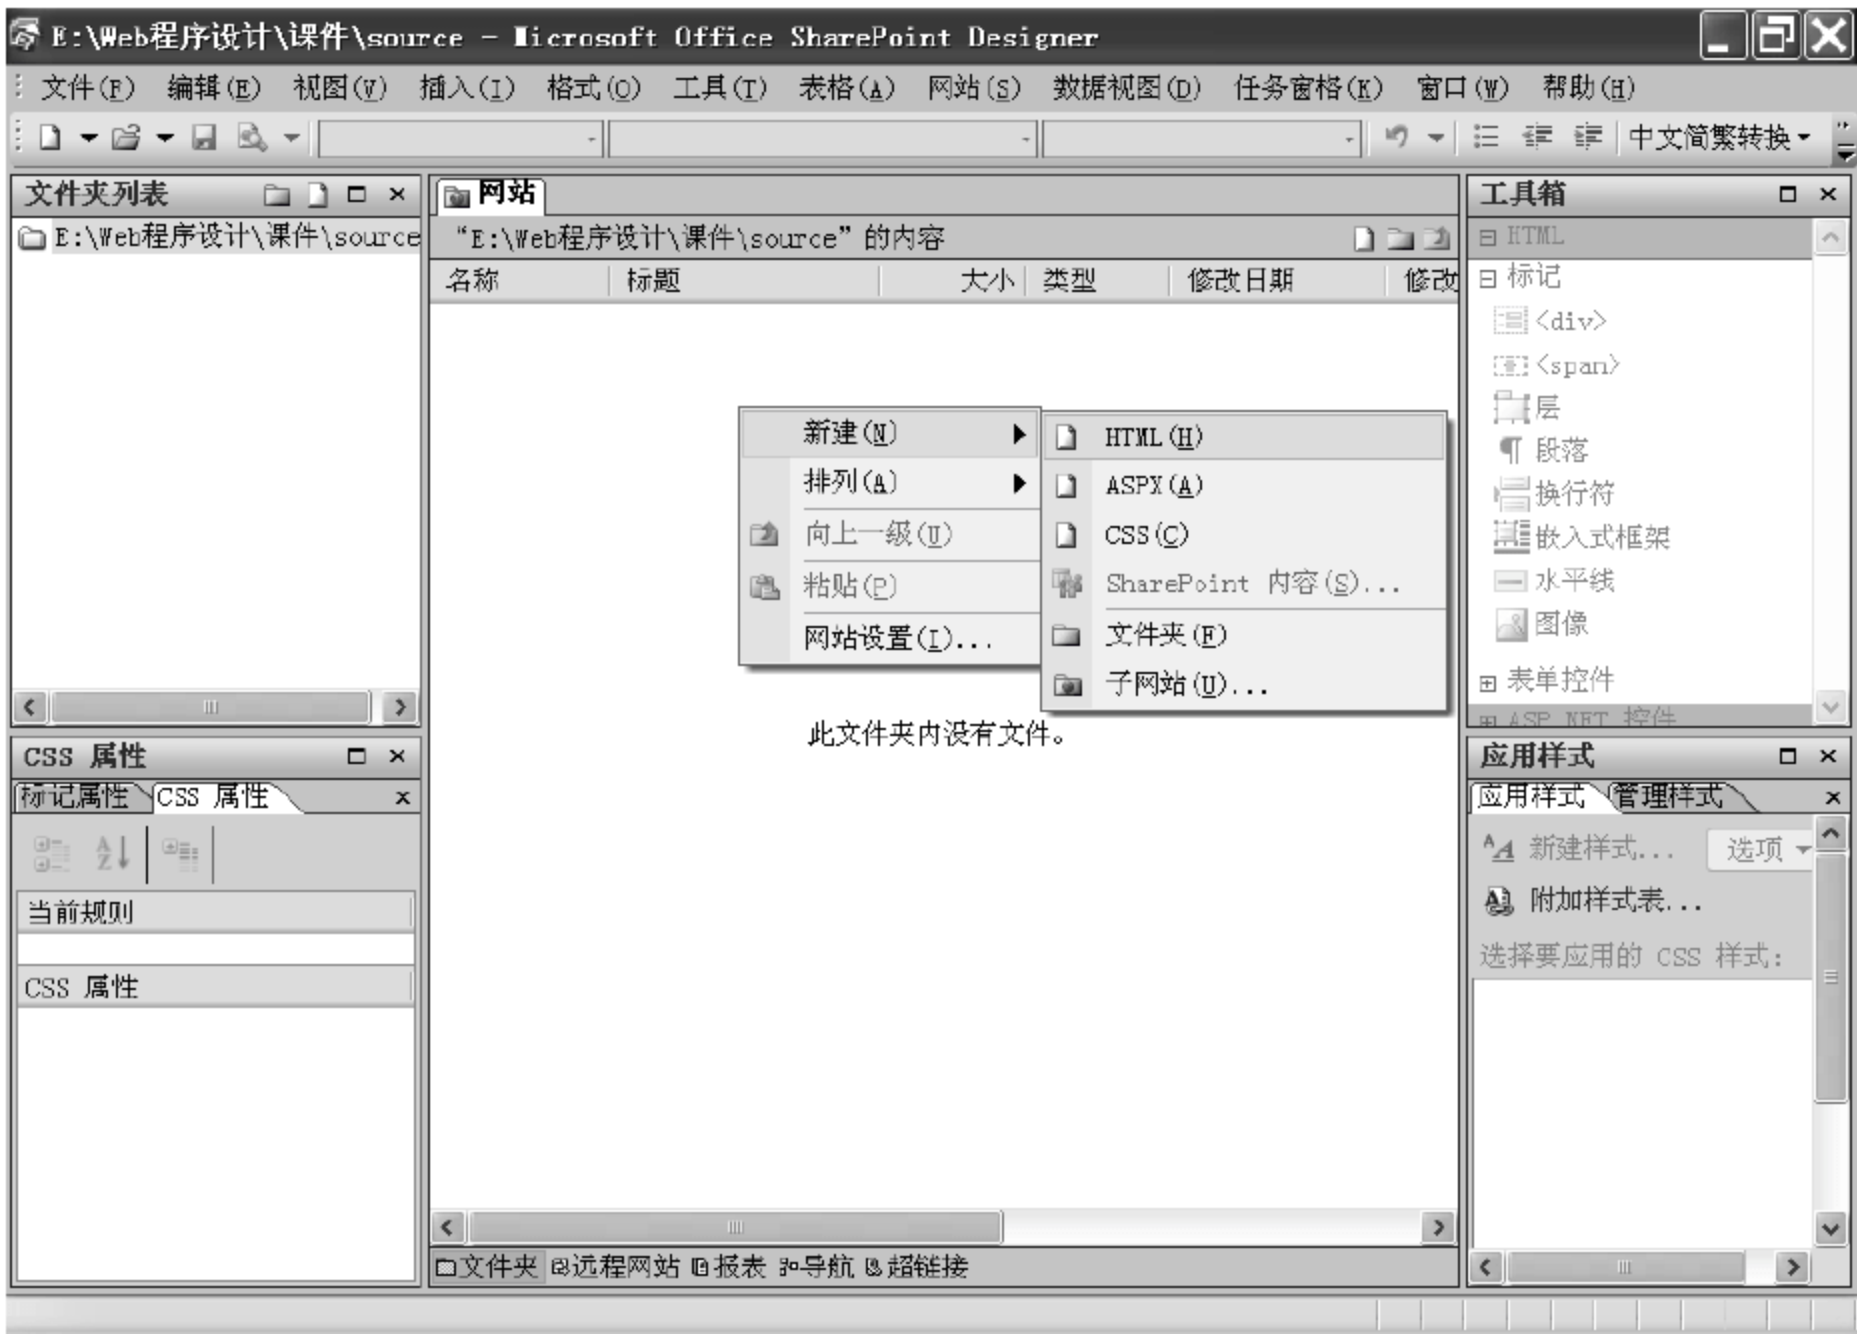 E:\Web程序设计\课件\source - Microsoft Office SharePoint Designer
文件(F) 编辑(E) 视图(V) 插入(I) 格式(O) 工具(T) 表格(A) 网站(S) 数据视图(D) 任务窗格(K) 窗口(W) 帮助(H)
中文简繁转换
文件夹列表
E:\Web程序设计\课件\source
网站
“E:\Web程序设计\课件\source”的内容
名称 标题 大小 类型 修改日期 修改
新建(N)
排列(A)
向上一级(U)
粘贴(P)
网站设置(I)...
HTML(H)
ASPX(A)
CSS(C)
SharePoint 内容(S)...
文件夹(F)
子网站(U)...
此文件夹内没有文件。
文件夹 远程网站 报表 导航 超链接
工具箱
HTML
标记
<div>
<span>
层
段落
换行符
嵌入式框架
水平线
图像
表单控件
ASP.NET 控件
CSS 属性
标记属性 CSS 属性
当前规则
CSS 属性
应用样式
应用样式 管理样式
新建样式... 选项
附加样式表...
选择要应用的 CSS 样式: